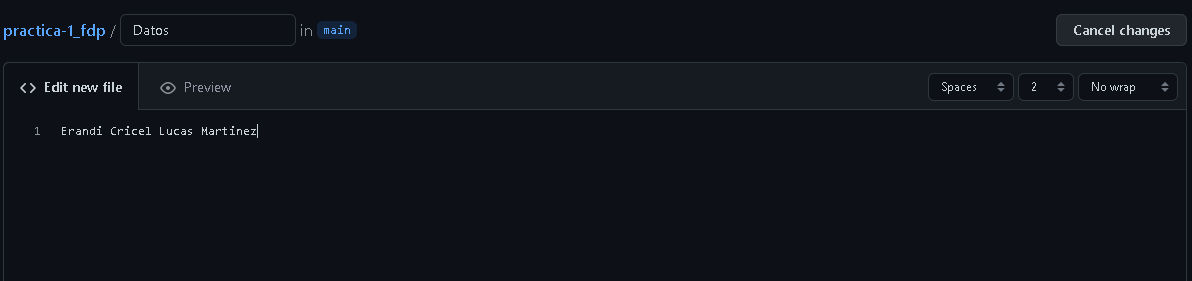 practica-1_fdp / Datos in main Cancel changes
<> Edit new file Preview Spaces 2 No wrap
1 Erandi Cricel Lucas Martinez